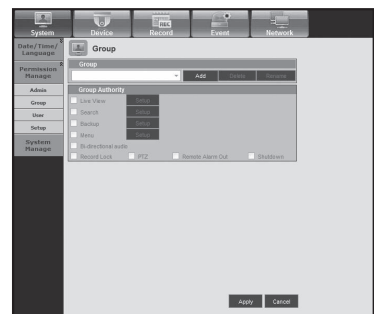 System Device Record Event Network
Date/Time/
Language
Group
Permission
Manage
Group
Add Delete Rename
Admin
Group
User
Setup
System
Manage
Group Authority
Live View Setup
Search Setup
Backup Setup
Menu Setup
Bi-directional audio
Record Lock PTZ Remote Alarm Out Shutdown
Apply Cancel